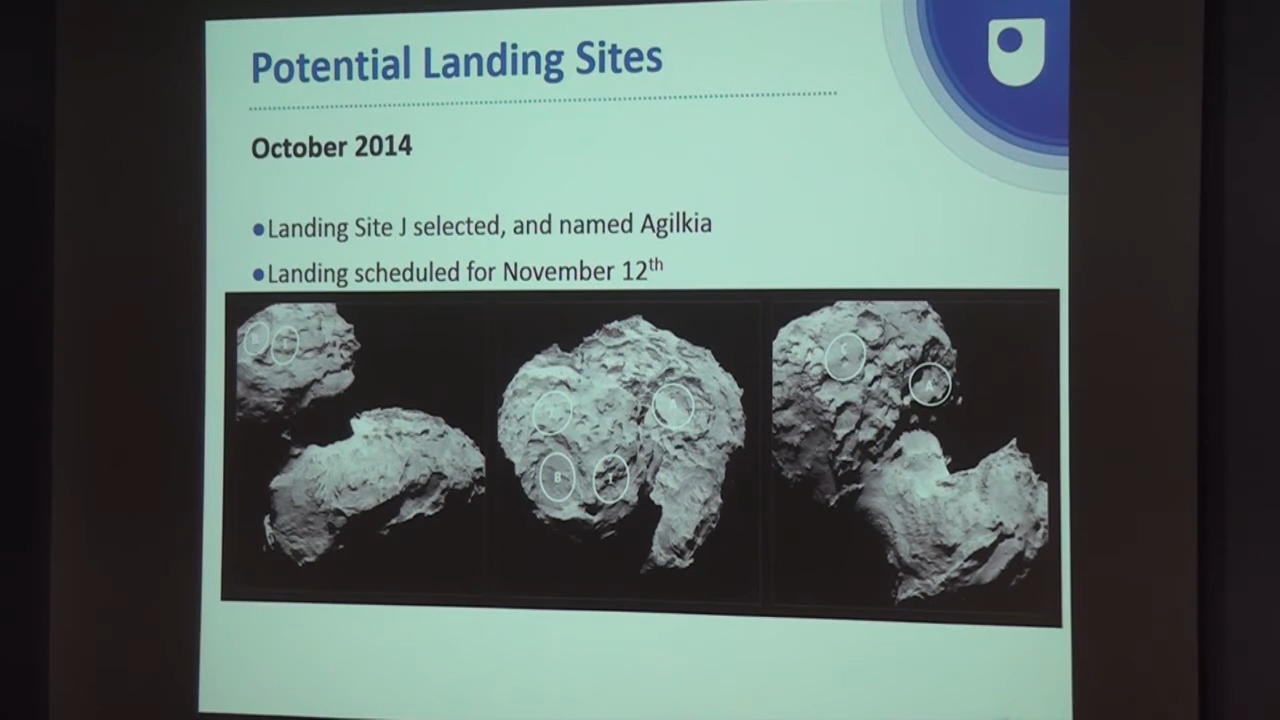 Potential Landing Sites
October 2014
●Landing Site J selected, and named Agilkia
●Landing scheduled for November 12th
B
A